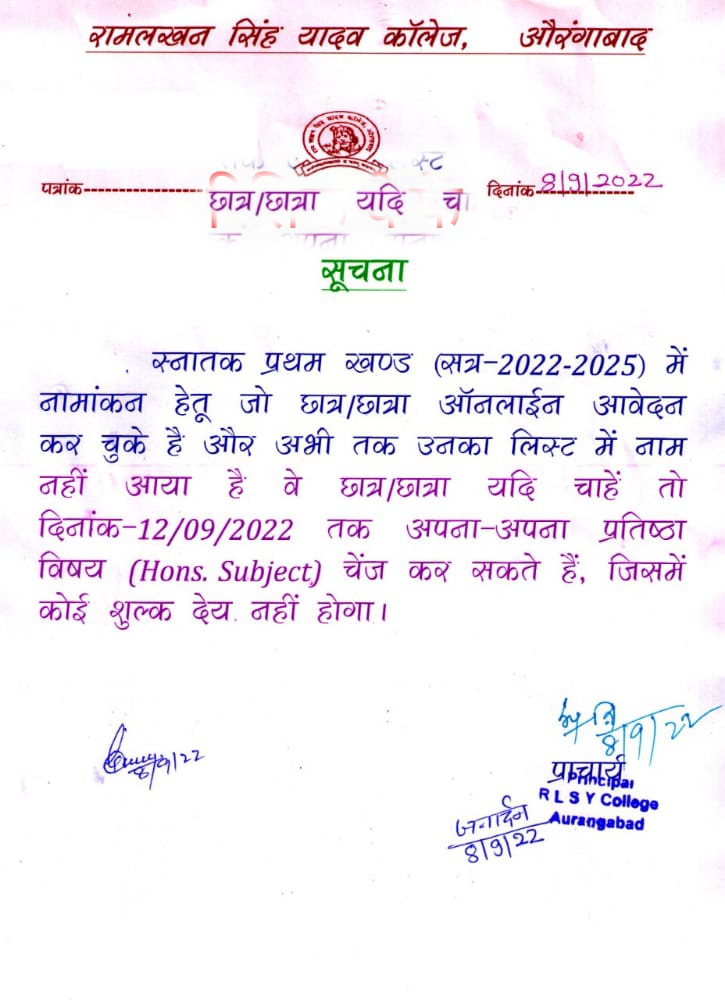 रामलखन सिंह यादव कॉलेज, औरंगाबाद
पत्रांक------------------ दिनांक-8/9/2022
छात्र/छात्रा यदि चा
सूचना
स्नातक प्रथम खण्ड (सत्र-2022-2025) में
नामांकन हेतू जो छात्र/छात्रा ऑनलाईन आवेदन
कर चुके है और अभी तक उनका लिस्ट में नाम
नहीं आया है वे छात्र/छात्रा यदि चाहें तो
दिनांक-12/09/2022 तक अपना-अपना प्रतिष्ठा
विषय (Hons. Subject) चेंज कर सकते हैं, जिसमें
कोई शुल्क देय नहीं होगा।
8/9/22
8/9/22
प्राचार्य
Principal
R L S Y College
Aurangabad
जनार्दन
8/9/22